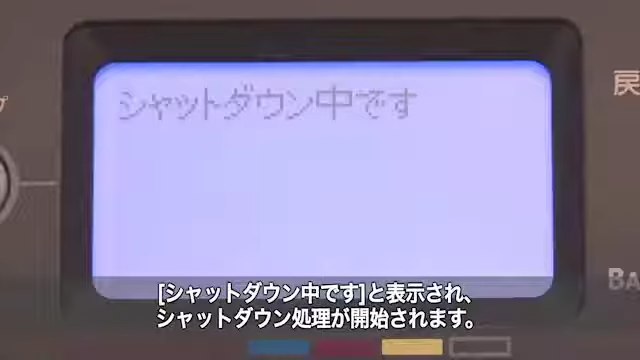 シャットダウン中です
プ
戻
BA
[シャットダウン中です]と表示され、
シャットダウン処理が開始されます。